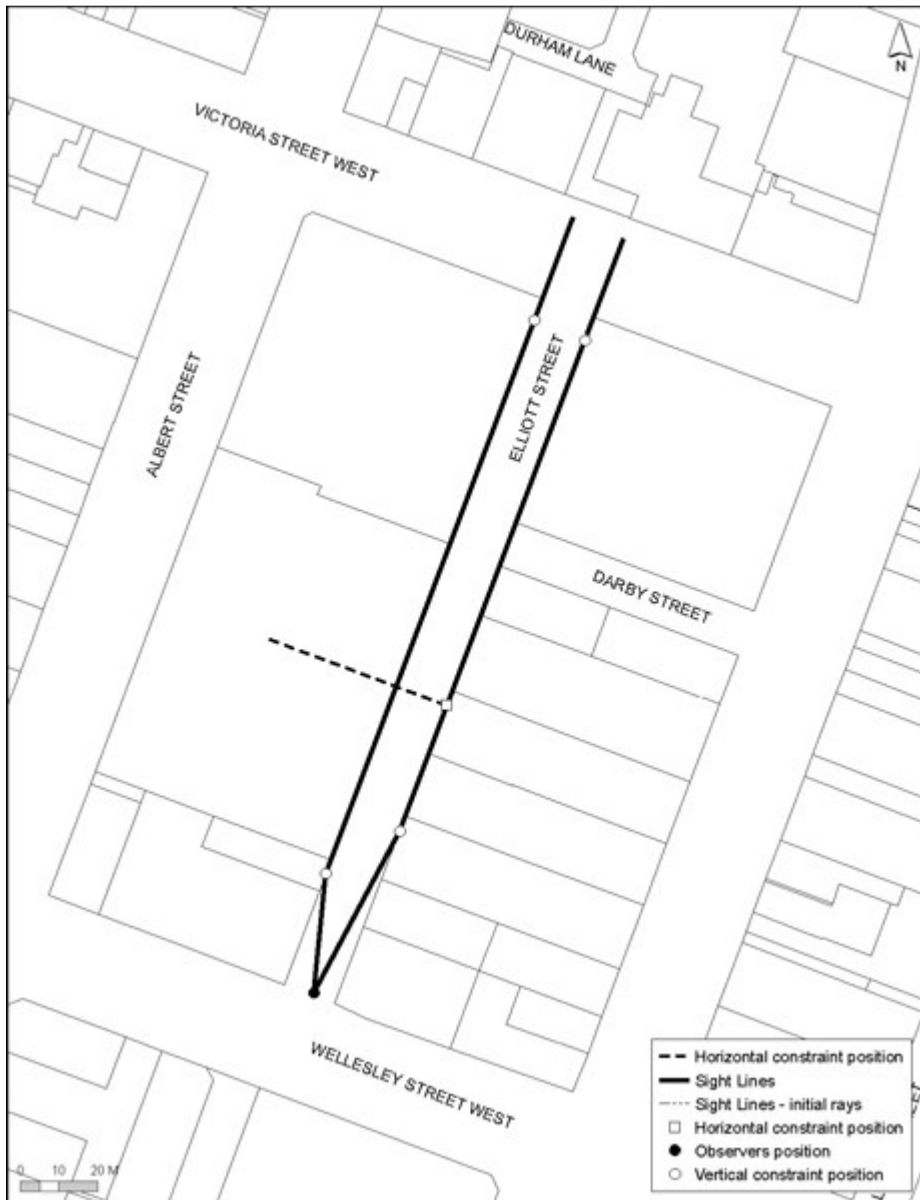 DURHAM LANE
N
VICTORIA STREET WEST
ALBERT STREET
ELLIOTT STREET
DARBY STREET
WELLESLEY STREET WEST
Horizontal constraint position
Sight Lines
Sight Lines - initial rays
Horizontal constraint position
Observers position
Vertical constraint position
0 10 20 M